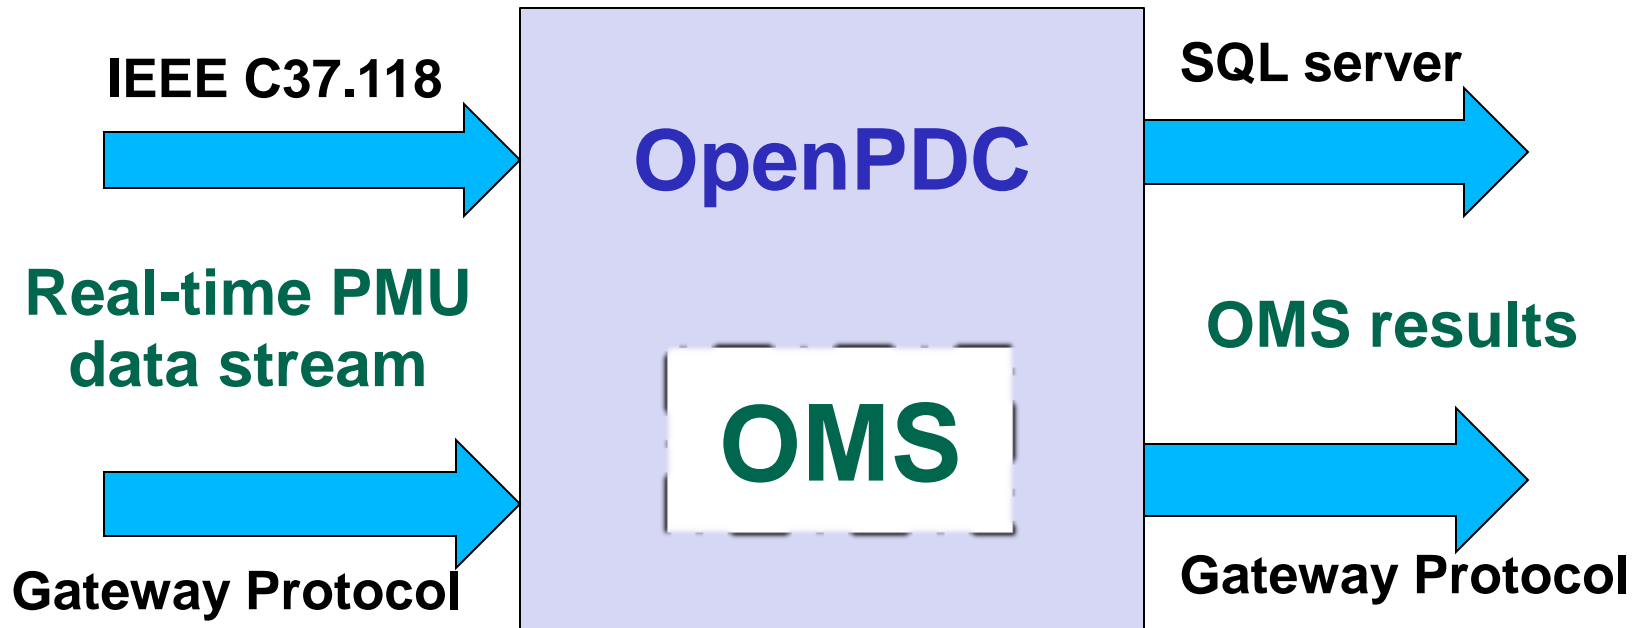 IEEE C37.118
Real-time PMU
data stream
Gateway Protocol
OpenPDC
OMS
SQL server
OMS results
Gateway Protocol